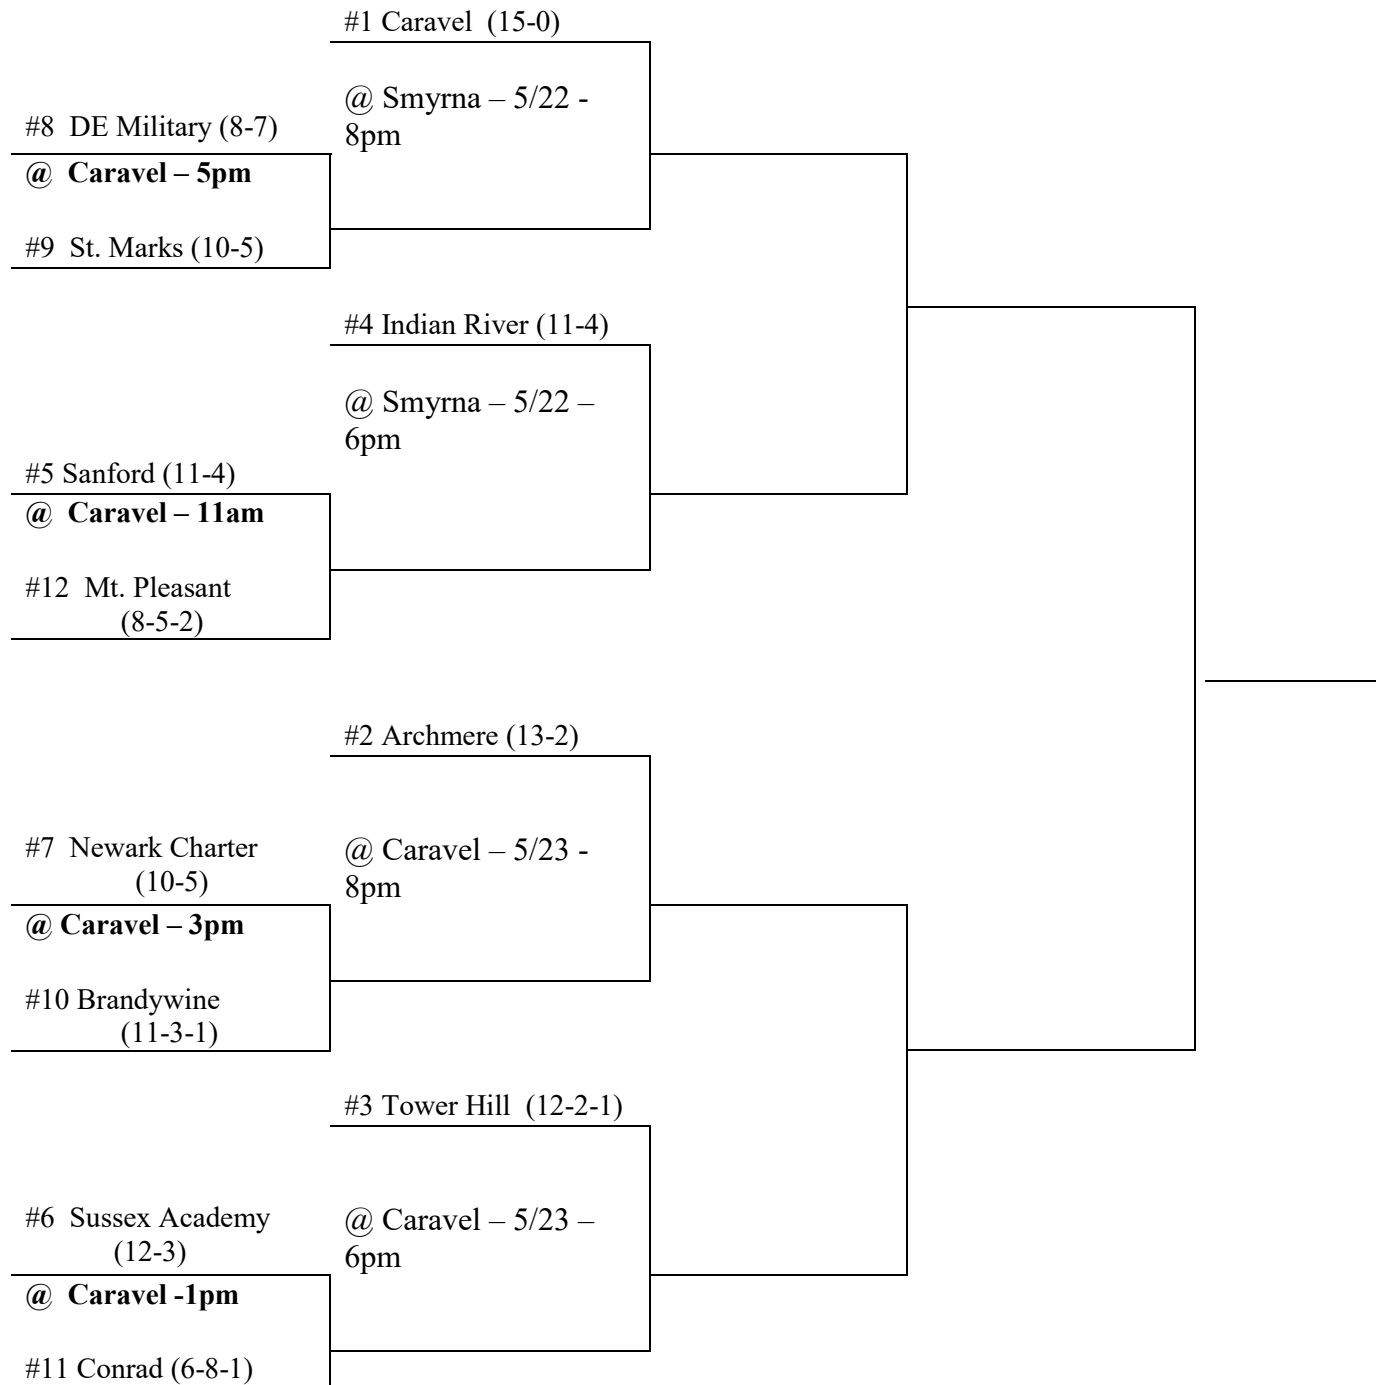 #1 Caravel (15-0)
@ Smyrna – 5/22 -
8pm
#8 DE Military (8-7)
@ Caravel – 5pm
#9 St. Marks (10-5)
#4 Indian River (11-4)
@ Smyrna – 5/22 –
6pm
#5 Sanford (11-4)
@ Caravel – 11am
#12 Mt. Pleasant
(8-5-2)
#2 Archmere (13-2)
@ Caravel – 5/23 -
8pm
#7 Newark Charter
(10-5)
@ Caravel – 3pm
#10 Brandywine
(11-3-1)
#3 Tower Hill (12-2-1)
@ Caravel – 5/23 –
6pm
#6 Sussex Academy
(12-3)
@ Caravel -1pm
#11 Conrad (6-8-1)